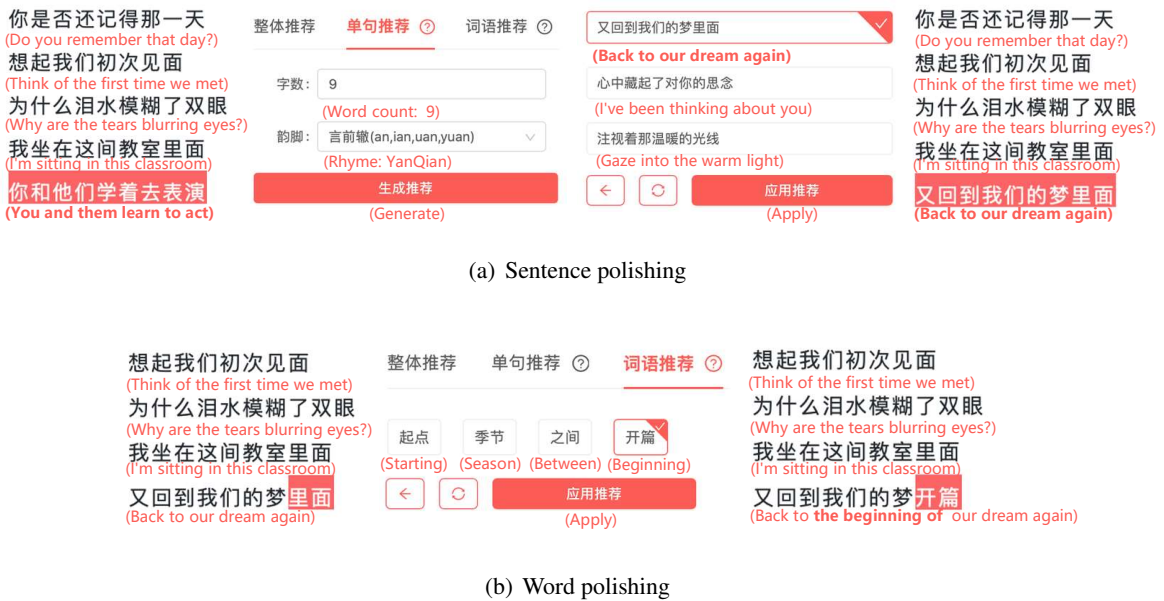 你是否还记得那一天
(Do you remember that day?)
想起我们初次见面
(Think of the first time we met)
为什么泪水模糊了双眼
(Why are the tears blurring eyes?)
我坐在这间教室里面
(I'm sitting in this classroom)
你和他们学着去表演
(You and them learn to act)
整体推荐 单句推荐 ? 词语推荐 ?
字数: 9
(Word count: 9)
韵脚: 言前辙(an,ian,uan,yuan)
(Rhyme: YanQian)
生成推荐
(Generate)
又回到我们的梦里面
(Back to our dream again)
心中藏起了对你的思念
(I've been thinking about you)
注视着那温暖的光线
(Gaze into the warm light)
应用推荐
(Apply)
你是否还记得那一天
(Do you remember that day?)
想起我们初次见面
(Think of the first time we met)
为什么泪水模糊了双眼
(Why are the tears blurring eyes?)
我坐在这间教室里面
(I'm sitting in this classroom)
又回到我们的梦里面
(Back to our dream again)
(a) Sentence polishing
想起我们初次见面
(Think of the first time we met)
为什么泪水模糊了双眼
(Why are the tears blurring eyes?)
我坐在这间教室里面
(I'm sitting in this classroom)
又回到我们的梦里面
(Back to our dream again)
整体推荐 单句推荐 ? 词语推荐 ?
起点 季节 之间 开篇
(Starting) (Season) (Between) (Beginning)
应用推荐
(Apply)
想起我们初次见面
(Think of the first time we met)
为什么泪水模糊了双眼
(Why are the tears blurring eyes?)
我坐在这间教室里面
(I'm sitting in this classroom)
又回到我们的梦开篇
(Back to the beginning of our dream again)
(b) Word polishing